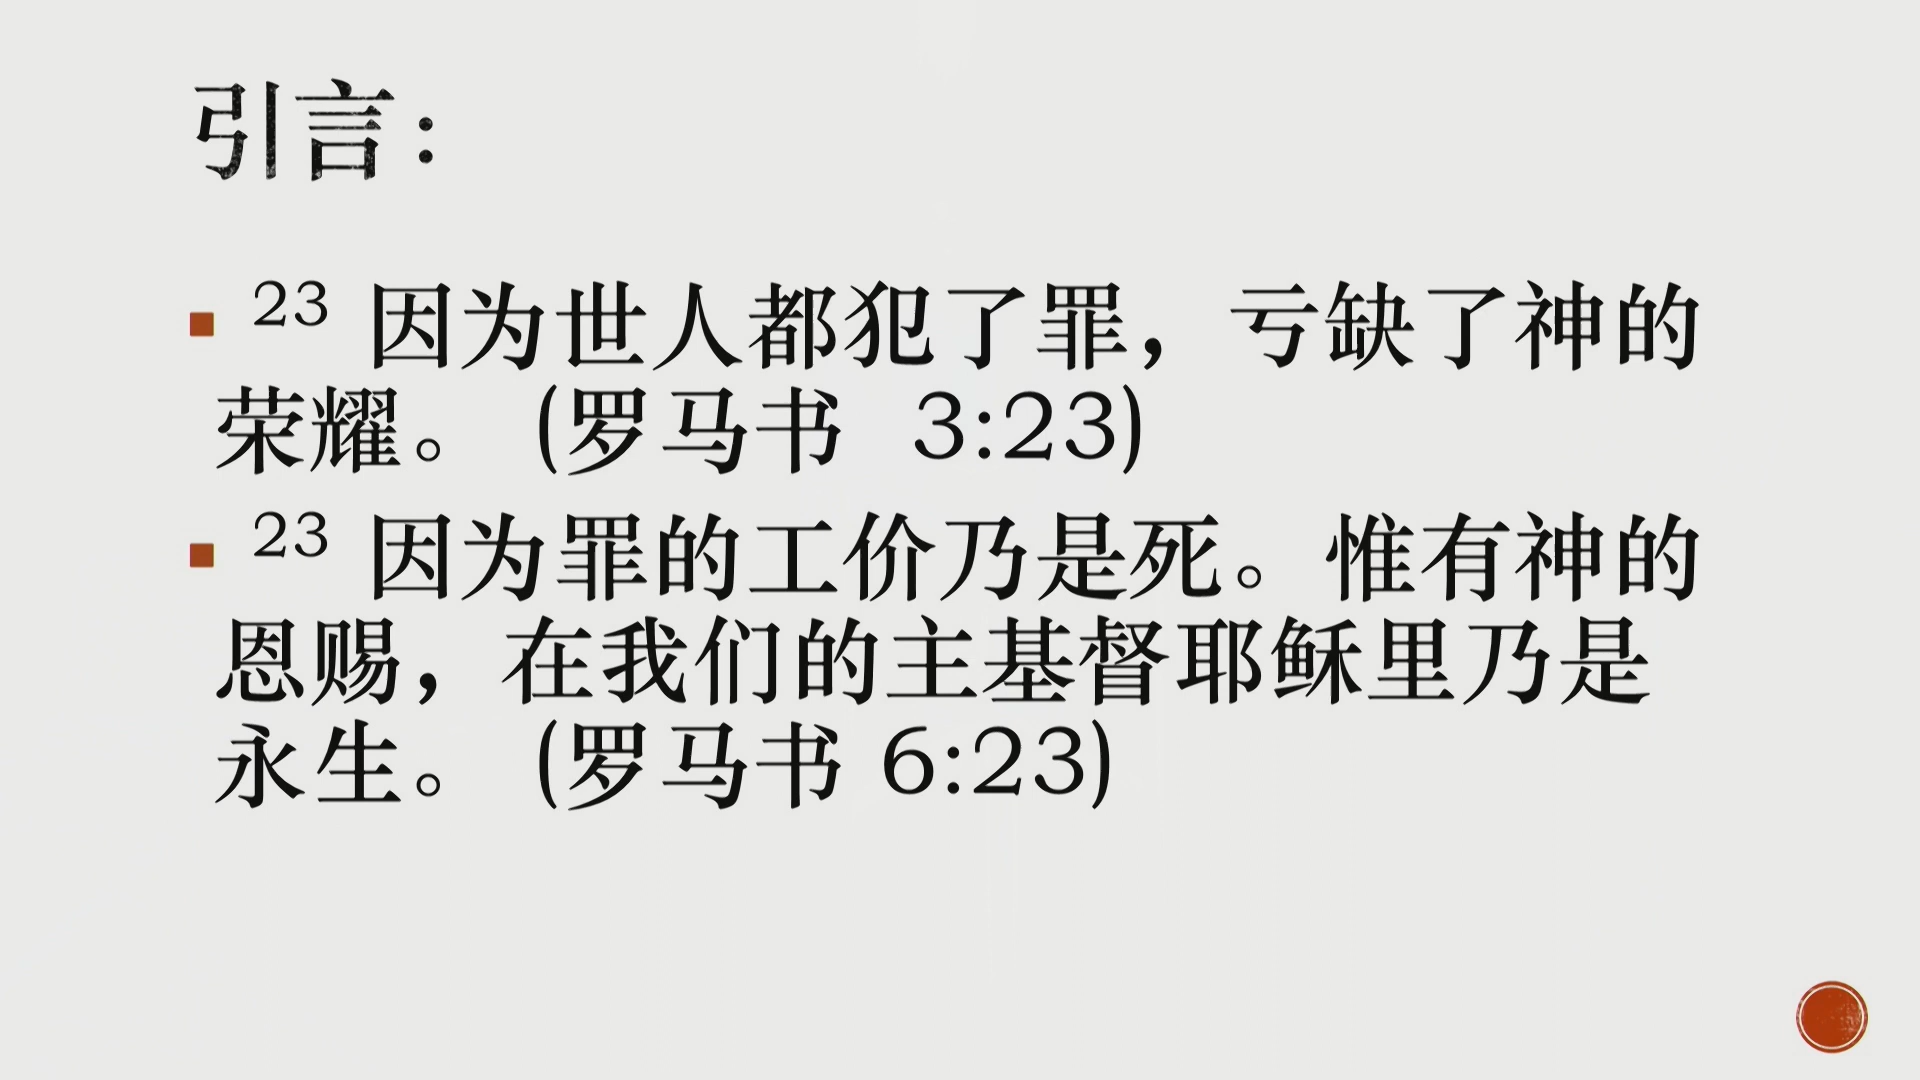 引言：
23 因为世人都犯了罪，亏缺了神的
荣耀。 (罗马书 3:23)
23 因为罪的工价乃是死。惟有神的
恩赐，在我们的主基督耶稣里乃是
永生。 (罗马书 6:23)